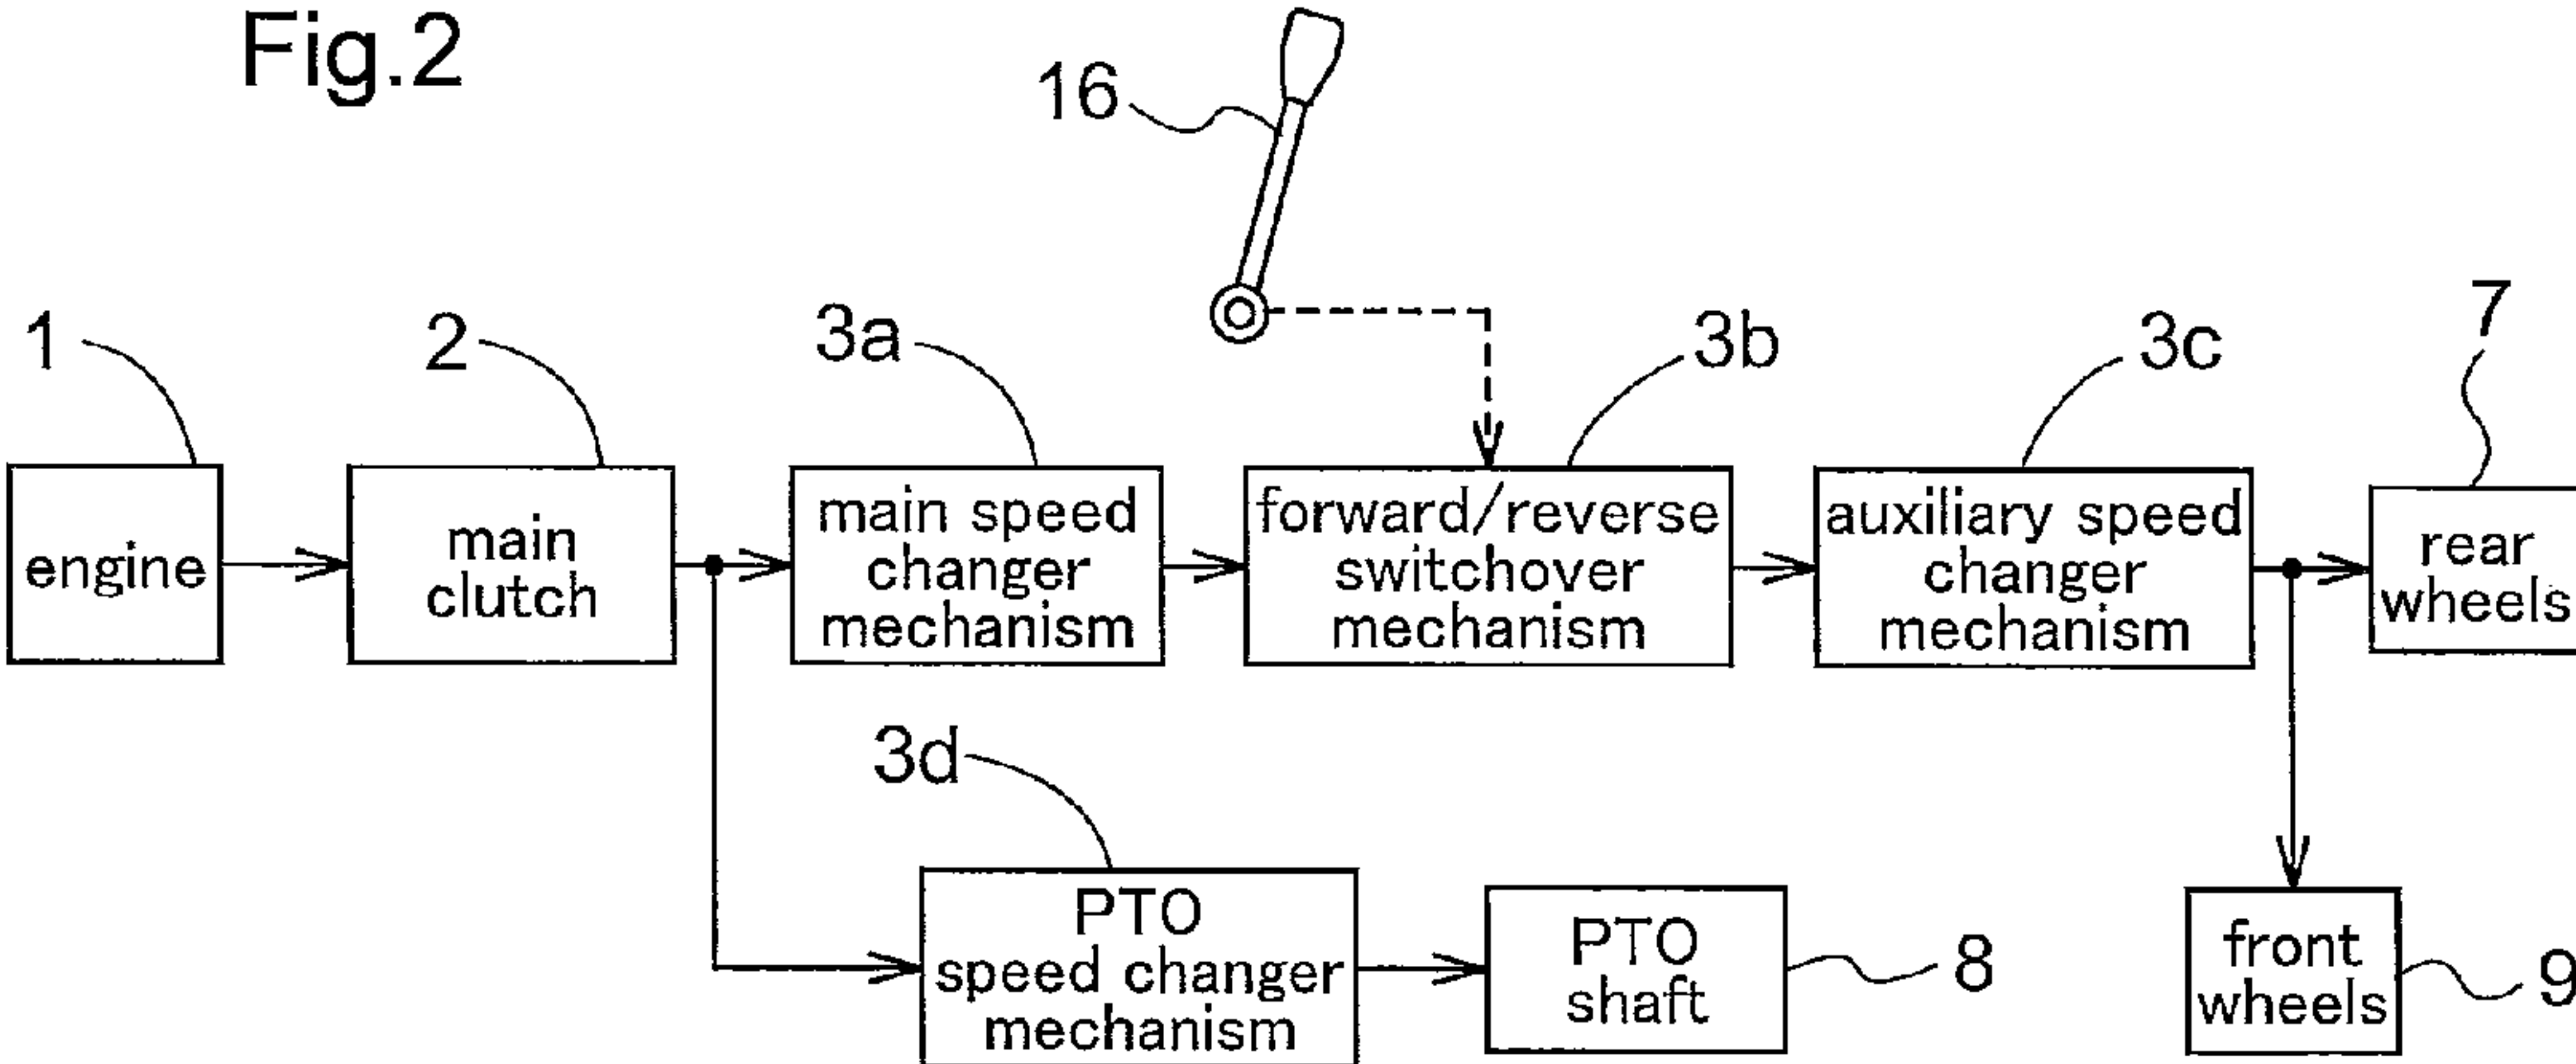 Fig.2
16
1
2
3a
3b
3c
7
engine
main
clutch
main speed
changer
mechanism
forward/reverse
switchover
mechanism
auxiliary speed
changer
mechanism
rear
wheels
3d
PTO
speed changer
mechanism
PTO
shaft
8
front
wheels
9